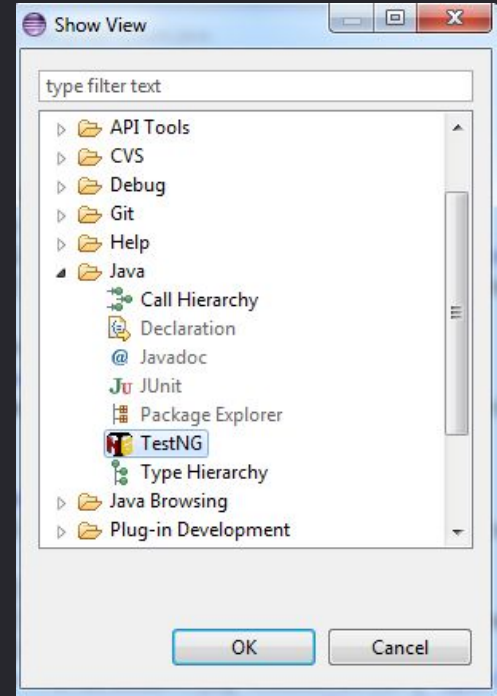 Show View
type filter text
API Tools
CVS
Debug
Git
Help
Java
Call Hierarchy
Declaration
@ Javadoc
Ju JUnit
Package Explorer
TestNG
Type Hierarchy
Java Browsing
Plug-in Development
OK
Cancel